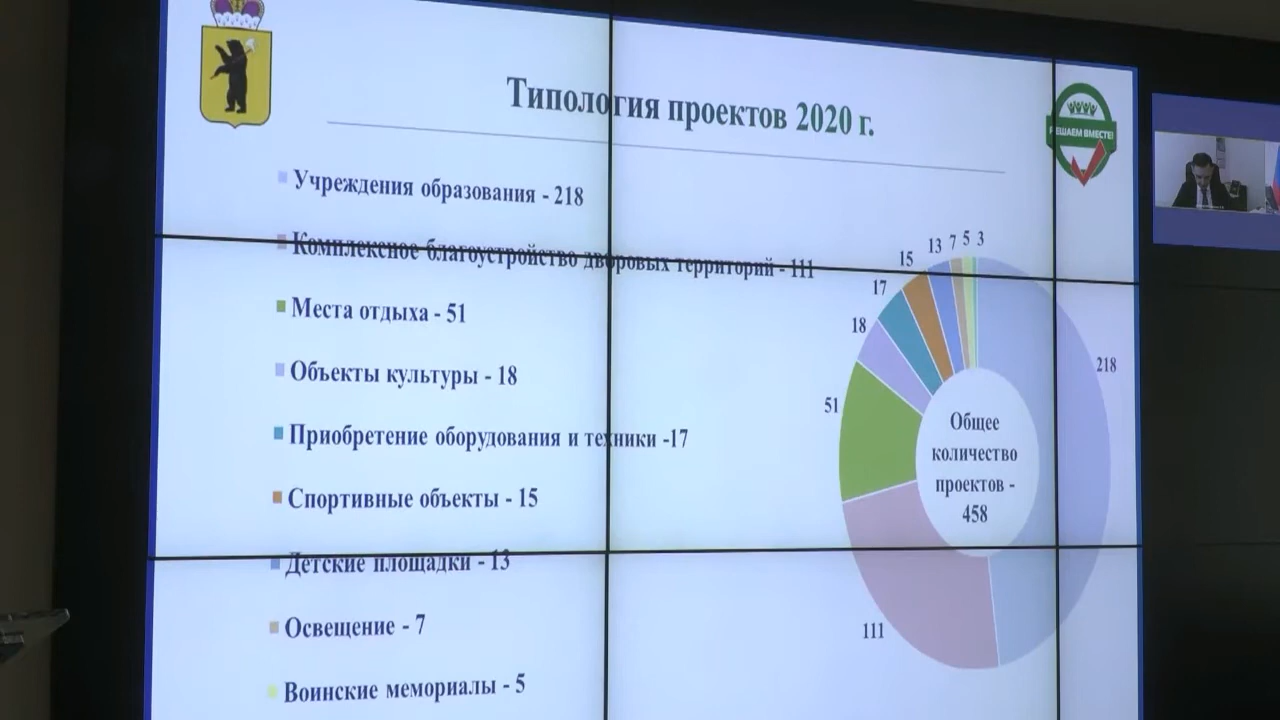 Типология проектов 2020 г.
РЕШАЕМ ВМЕСТЕ!
Учреждения образования - 218
Комплексное благоустройство дворовых территорий - 111
Места отдыха - 51
Объекты культуры - 18
Приобретение оборудования и техники -17
Спортивные объекты - 15
Детские площадки - 13
Освещение - 7
Воинские мемориалы - 5
218
111
51
18
17
15
13
7
5
3
Общее
количество
проектов -
458